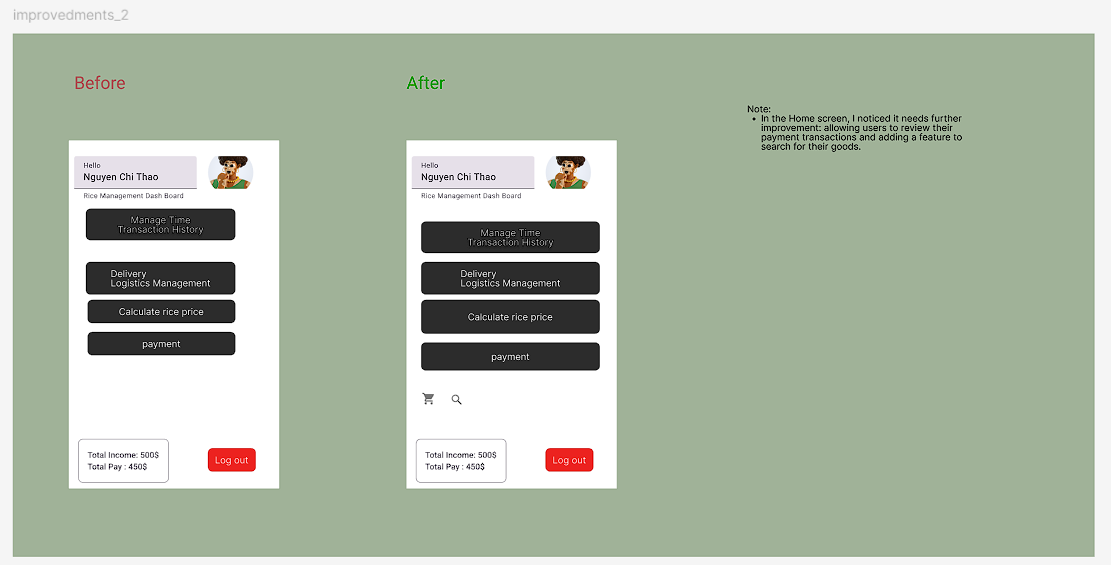 improvedments_2
Before
After
Note:
• In the Home screen, I noticed it needs further
improvement: allowing users to review their
payment transactions and adding a feature to
search for their goods.
Hello
Nguyen Chi Thao
Rice Management Dash Board
Manage Time
Transaction History
Delivery
Logistics Management
Calculate rice price
payment
Total Income: 500$
Total Pay : 450$
Log out
Hello
Nguyen Chi Thao
Rice Management Dash Board
Manage Time
Transaction History
Delivery
Logistics Management
Calculate rice price
payment
Total Income: 500$
Total Pay : 450$
Log out